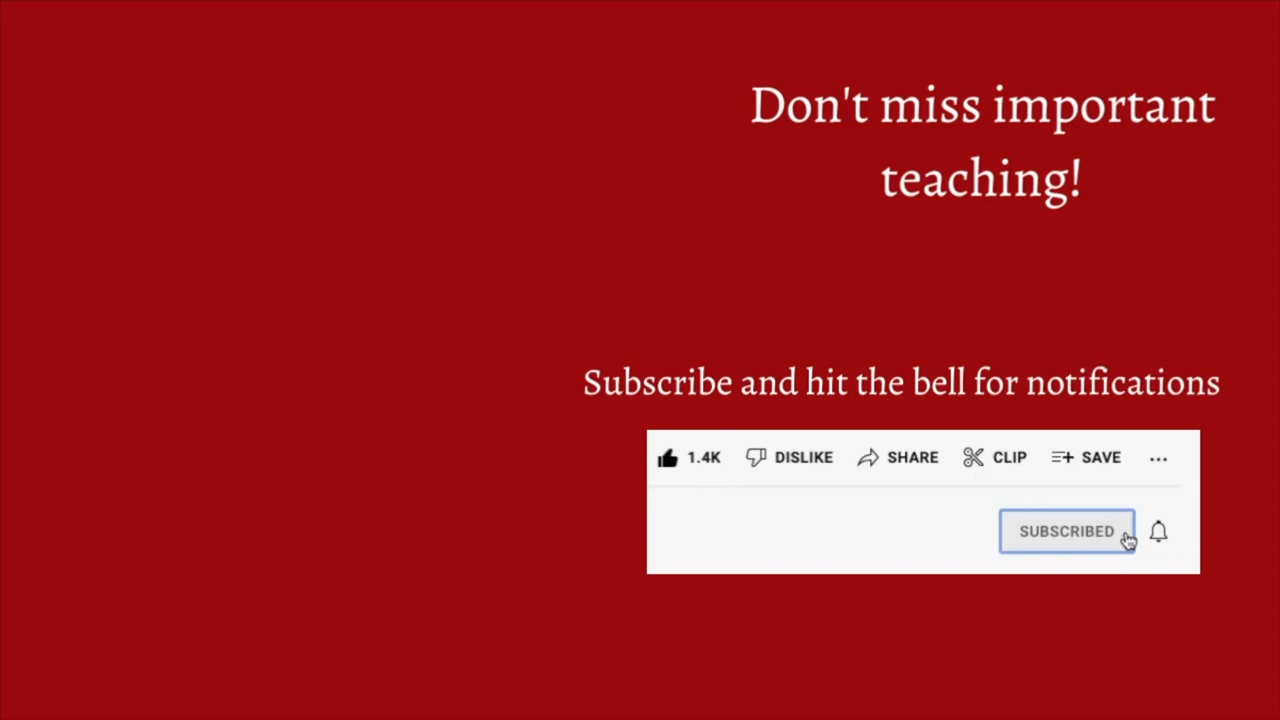 Don't miss important
teaching!
Subscribe and hit the bell for notifications
1.4K DISLIKE SHARE CLIP SAVE ...
SUBSCRIBED